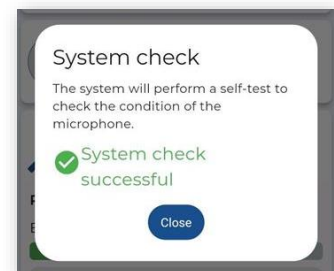 System check
The system will perform a self-test to
check the condition of the
microphone.
System check
successful
Close